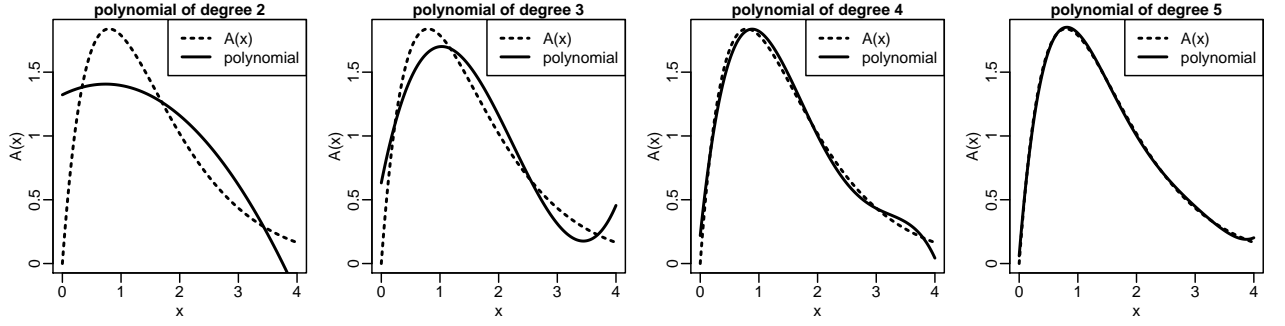 polynomial of degree 2
A(x)
polynomial
A(x)
1.5
1
0.5
0
0 1 2 3 4
x
polynomial of degree 3
A(x)
polynomial
A(x)
1.5
1
0.5
0
0 1 2 3 4
x
polynomial of degree 4
A(x)
polynomial
A(x)
1.5
1
0.5
0
0 1 2 3 4
x
polynomial of degree 5
A(x)
polynomial
A(x)
1.5
1
0.5
0
0 1 2 3 4
x